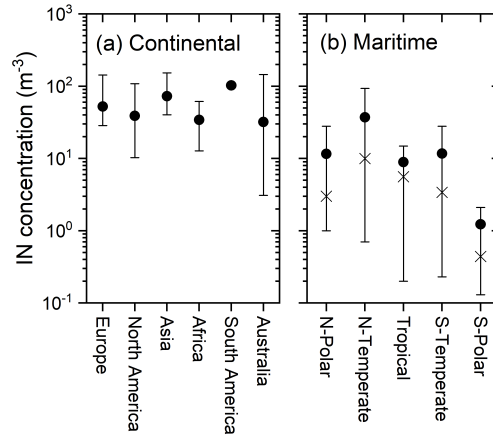 (a) Continental
(b) Maritime
IN concentration (m⁻³)
10³
10²
10¹
10⁰
10⁻¹
Europe
North America
Asia
Africa
South America
Australia
N-Polar
N-Temperate
Tropical
S-Temperate
S-Polar